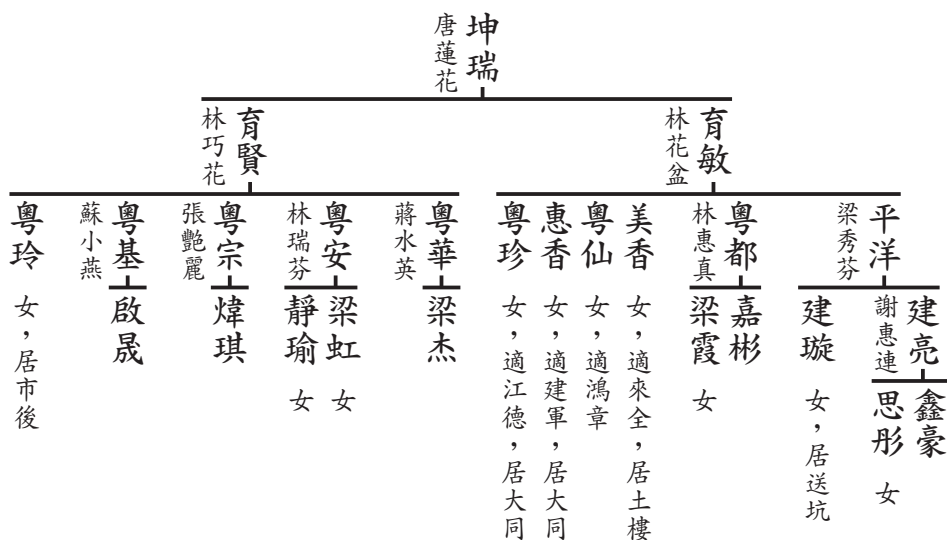 坤瑞
唐蓮花
育敏
林花盆
育賢
林巧花
平洋
梁秀芬
粵都
林惠真
美香 女，適來全，居土樓
粵仙 女，適鴻章
惠香 女，適建軍，居大同
粵珍 女，適江德，居大同
粵華
蔣水英
粵安
林瑞芬
粵宗
張艷麗
粵基
蘇小燕
粵玲 女，居市後
建亮
謝惠連
建璇 女，居送坑
嘉彬
梁霞 女
梁杰
梁虹 女
靜瑜 女
煒琪
啟晟
鑫豪
思彤 女